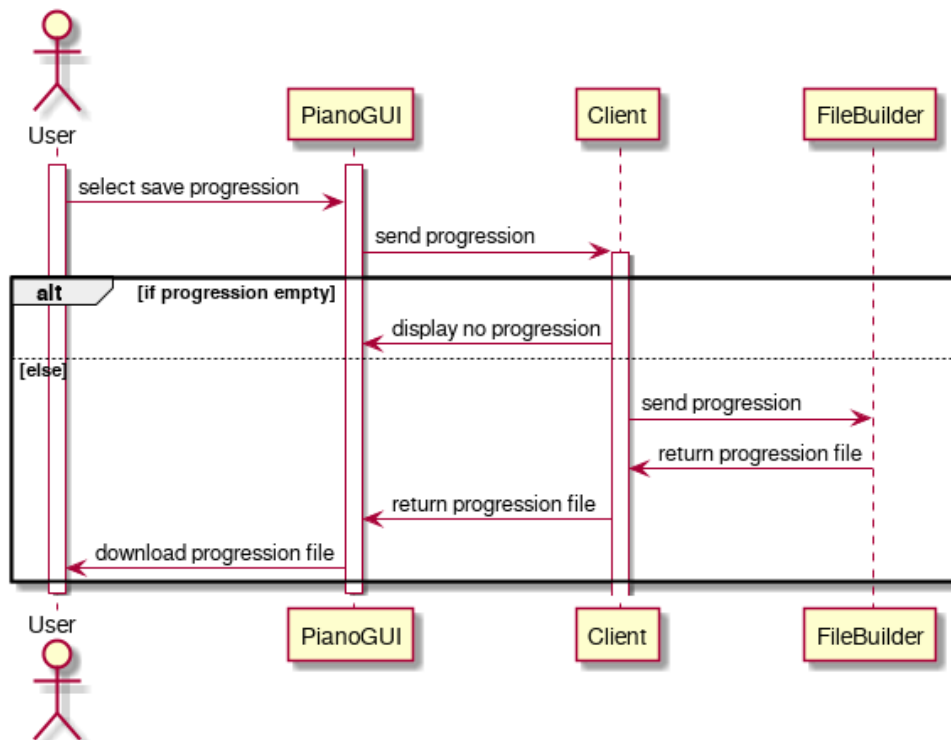 User
PianoGUI
Client
FileBuilder
select save progression
send progression
alt
[if progression empty]
display no progression
[else]
send progression
return progression file
return progression file
download progression file
User
PianoGUI
Client
FileBuilder